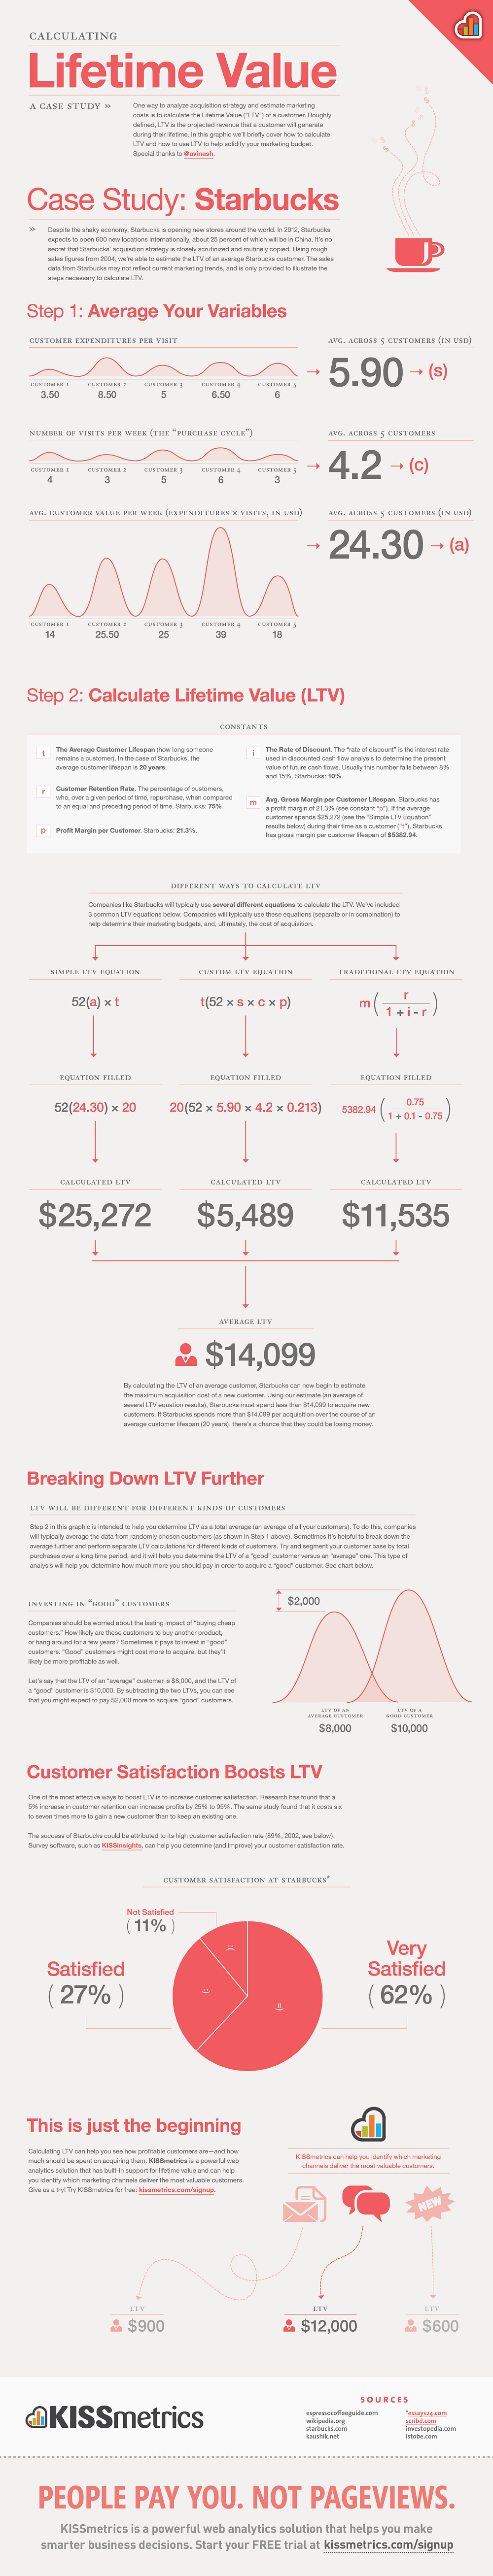 CALCULATING
Lifetime Value
A CASE STUDY »
One way to analyze acquisition strategy and estimate marketing
costs is to calculate the Lifetime Value ("LTV") of a customer. Roughly
defined, LTV is the projected revenue that a customer will generate
during their lifetime. In this graphic we'll briefly cover how to calculate
LTV and how to use LTV to help solidify your marketing budget.
Special thanks to @avinash.
Case Study: Starbucks
» Despite the shaky economy, Starbucks is opening new stores around the world. In 2012, Starbucks
expects to open 600 new locations internationally, about 25 percent of which will be in China. It's no
secret that Starbucks' acquisition strategy is closely scrutinized and routinely copied. Using rough
sales figures from 2004, we're able to estimate the LTV of an average Starbucks customer. The sales
data from Starbucks may not reflect current marketing trends, and is only provided to illustrate the
steps necessary to calculate LTV.
Step 1: Average Your Variables
CUSTOMER EXPENDITURES PER VISIT
CUSTOMER 1 CUSTOMER 2 CUSTOMER 3 CUSTOMER 4 CUSTOMER 5
3.50 8.50 5 6.50 6
AVG. ACROSS 5 CUSTOMERS (IN USD)
5.90 (s)
NUMBER OF VISITS PER WEEK (THE "PURCHASE CYCLE")
CUSTOMER 1 CUSTOMER 2 CUSTOMER 3 CUSTOMER 4 CUSTOMER 5
4 3 5 6 3
AVG. ACROSS 5 CUSTOMERS
4.2 (c)
AVG. CUSTOMER VALUE PER WEEK (EXPENDITURES × VISITS, IN USD)
CUSTOMER 1 CUSTOMER 2 CUSTOMER 3 CUSTOMER 4 CUSTOMER 5
14 25.50 25 39 18
AVG. ACROSS 5 CUSTOMERS (IN USD)
24.30 (a)
Step 2: Calculate Lifetime Value (LTV)
CONSTANTS
t The Average Customer Lifespan (how long someone
remains a customer). In the case of Starbucks, the
average customer lifespan is 20 years.
r Customer Retention Rate. The percentage of customers,
who, over a given period of time, repurchase, when compared
to an equal and preceding period of time. Starbucks: 75%.
p Profit Margin per Customer. Starbucks: 21.3%.
i The Rate of Discount. The "rate of discount" is the interest rate
used in discounted cash flow analysis to determine the present
value of future cash flows. Usually this number falls between 8%
and 15%. Starbucks: 10%.
m Avg. Gross Margin per Customer Lifespan. Starbucks has
a profit margin of 21.3% (see constant "p"). If the average
customer spends $25,272 (see the "Simple LTV Equation"
results below) during their time as a customer ("t"), Starbucks
has gross margin per customer lifespan of $5382.94.
DIFFERENT WAYS TO CALCULATE LTV
Companies like Starbucks will typically use several different equations to calculate the LTV. We've included
3 common LTV equations below. Companies will typically use these equations (separate or in combination) to
help determine their marketing budgets, and, ultimately, the cost of acquisition.
SIMPLE LTV EQUATION
52(a) × t
EQUATION FILLED
52(24.30) × 20
CALCULATED LTV
$25,272
CUSTOM LTV EQUATION
t(52 × s × c × p)
EQUATION FILLED
20(52 × 5.90 × 4.2 × 0.213)
CALCULATED LTV
$5,489
TRADITIONAL LTV EQUATION
m ( r
1 + i - r )
EQUATION FILLED
5382.94 ( 0.75
1 + 0.1 - 0.75 )
CALCULATED LTV
$11,535
AVERAGE LTV
$14,099
By calculating the LTV of an average customer, Starbucks can now begin to estimate
the maximum acquisition cost of a new customer. Using our estimate (an average of
several LTV equation results), Starbucks must spend less than $14,099 to acquire new
customers. If Starbucks spends more than $14,099 per acquisition over the course of an
average customer lifespan (20 years), there's a chance that they could be losing money.
Breaking Down LTV Further
LTV WILL BE DIFFERENT FOR DIFFERENT KINDS OF CUSTOMERS
Step 2 in this graphic is intended to help you determine LTV as a total average (an average of all your customers). To do this, companies
will typically average the data from randomly chosen customers (as shown in Step 1 above). Sometimes it's helpful to break down the
average further and perform separate LTV calculations for different kinds of customers. Try and segment your customer base by total
purchases over a long time period, and it will help you determine the LTV of a "good" customer versus an "average" one. This type of
analysis will help you determine how much more you should pay in order to acquire a "good" customer. See chart below.
INVESTING IN "GOOD" CUSTOMERS
Companies should be worried about the lasting impact of "buying cheap
customers." How likely are these customers to buy another product,
or hang around for a few years? Sometimes it pays to invest in "good"
customers. "Good" customers might cost more to acquire, but they'll
likely be more profitable as well.
Let's say that the LTV of an "average" customer is $8,000, and the LTV of
a "good" customer is $10,000. By subtracting the two LTVs, you can see
that you might expect to pay $2,000 more to acquire "good" customers.
$2,000
LTV OF AN
AVERAGE CUSTOMER
$8,000
LTV OF A
GOOD CUSTOMER
$10,000
Customer Satisfaction Boosts LTV
One of the most effective ways to boost LTV is to increase customer satisfaction. Research has found that a
5% increase in customer retention can increase profits by 25% to 95%. The same study found that it costs six
to seven times more to gain a new customer than to keep an existing one.
The success of Starbucks could be attributed to its high customer satisfaction rate (89%, 2002, see below).
Survey software, such as KISSinsights, can help you determine (and improve) your customer satisfaction rate.
CUSTOMER SATISFACTION AT STARBUCKS*
Not Satisfied
( 11% )
Satisfied
( 27% )
Very
Satisfied
( 62% )
This is just the beginning
Calculating LTV can help you see how profitable customers are—and how
much should be spent on acquiring them. KISSmetrics is a powerful web
analytics solution that has built-in support for lifetime value and can help
you identify which marketing channels deliver the most valuable customers.
Give us a try! Try KISSmetrics for free: kissmetrics.com/signup.
KISSmetrics can help you identify which marketing
channels deliver the most valuable customers.
NEW
LTV
$900
LTV
$12,000
LTV
$600
KISSmetrics
SOURCES
espressocoffeeguide.com
wikipedia.org
starbucks.com
kaushik.net
*essays24.com
scribd.com
investopedia.com
istobe.com
PEOPLE PAY YOU. NOT PAGEVIEWS.
KISSmetrics is a powerful web analytics solution that helps you make
smarter business decisions. Start your FREE trial at kissmetrics.com/signup